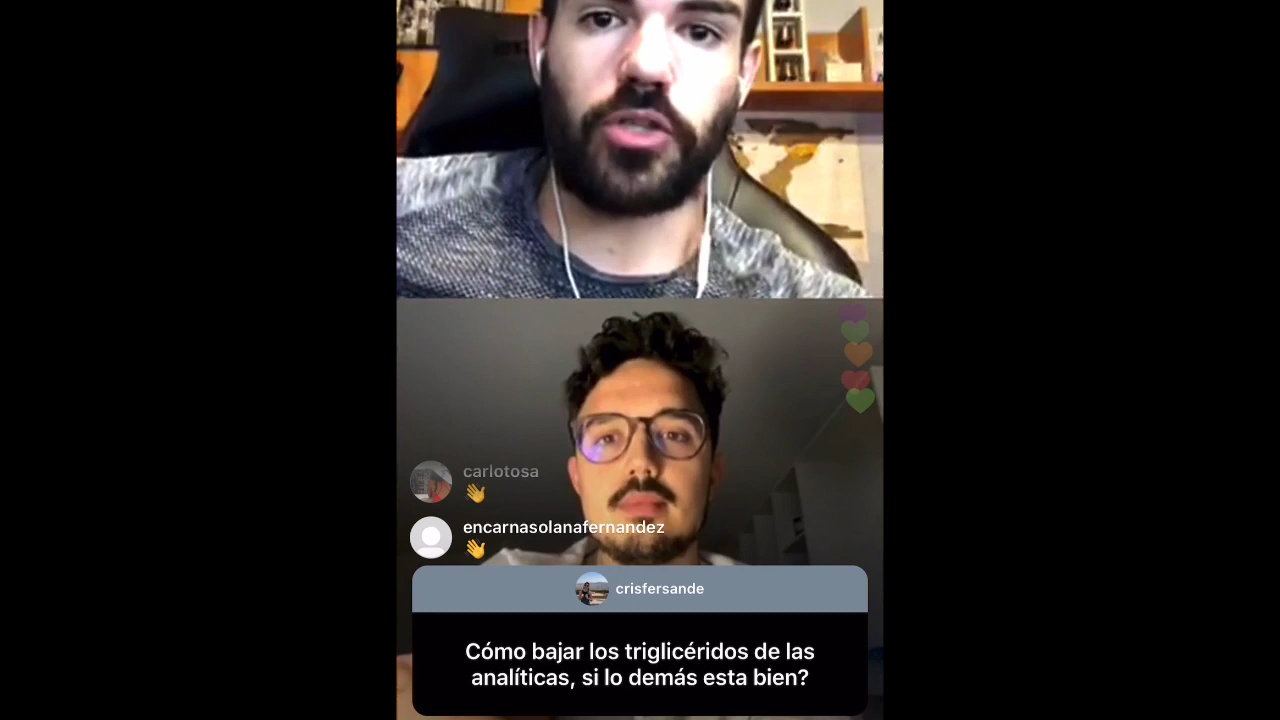 carlotosa
👋
encarnasolanafernandez
👋
crisfersande
Cómo bajar los triglicéridos de las
analíticas, si lo demás esta bien?